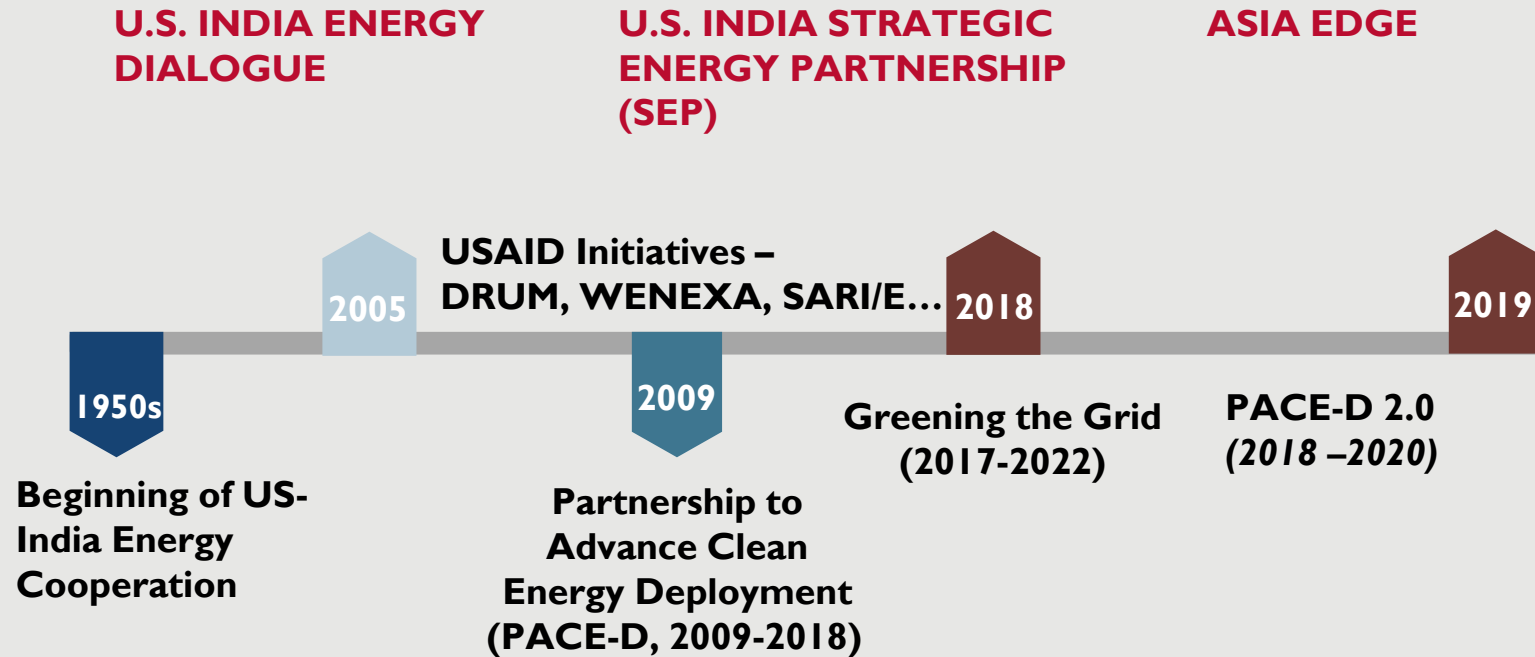 U.S. INDIA ENERGY
DIALOGUE
U.S. INDIA STRATEGIC
ENERGY PARTNERSHIP
(SEP)
ASIA EDGE
2005
USAID Initiatives –
DRUM, WENEXA, SARI/E…
2018
2019
1950s
2009
Beginning of US-
India Energy
Cooperation
Partnership to
Advance Clean
Energy Deployment
(PACE-D, 2009-2018)
Greening the Grid
(2017-2022)
PACE-D 2.0
(2018 –2020)